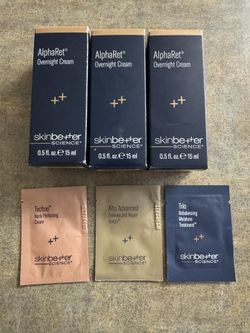 AlphaRet®
Overnight Cream
skinbetter
SCIENCE®
0.5 fl. oz. ℮ 15 ml
AlphaRet®
Overnight Cream
skinbetter
SCIENCE®
0.5 fl. oz. ℮ 15 ml
AlphaRet®
Overnight Cream
skinbetter
SCIENCE®
0.5 fl. oz. ℮ 15 ml
Techno™
Neck Perfecting
Cream
skinbetter
SCIENCE®
Alto Advanced
Defense and Repair
Serum
skinbetter
SCIENCE®
Trio
Rebalancing
Moisture
Treatment™
skinbetter
SCIENCE®